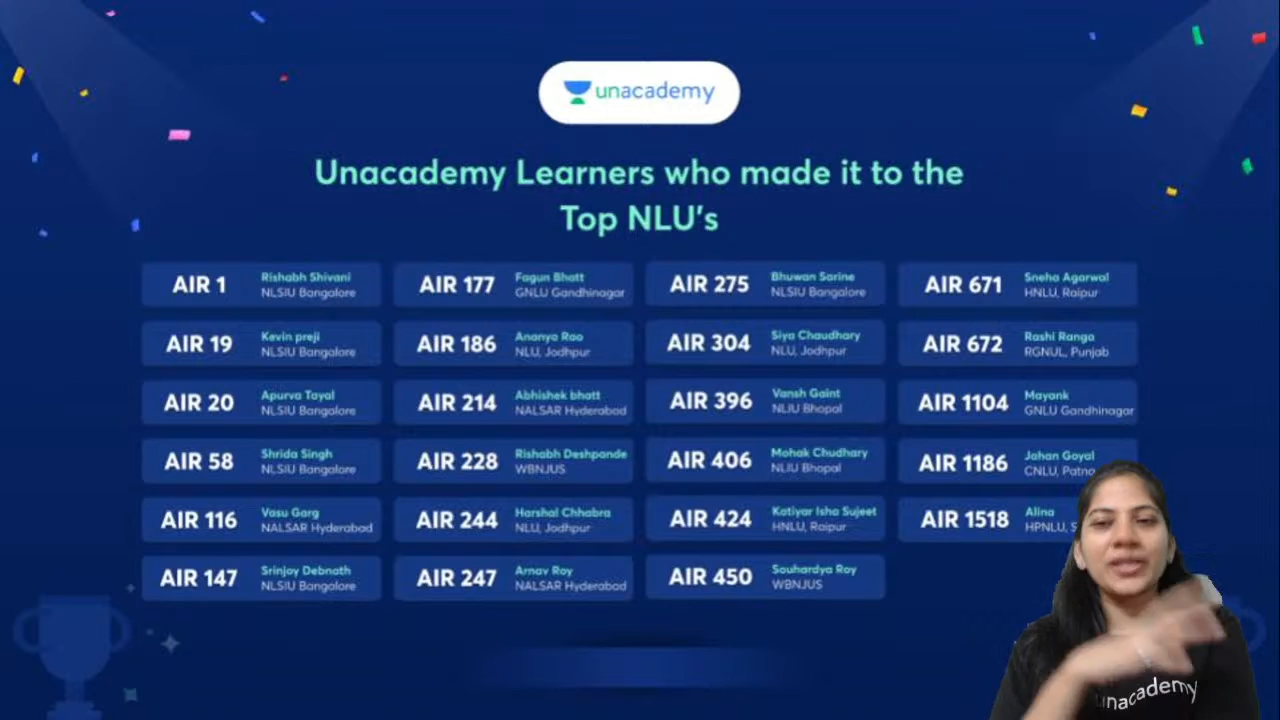 unacademy
Unacademy Learners who made it to the
Top NLU's
AIR 1
Rishabh Shivani
NLSIU Bangalore
AIR 19
Kevin preji
NLSIU Bangalore
AIR 20
Apurva Tayal
NLSIU Bangalore
AIR 58
Shrida Singh
NLSIU Bangalore
AIR 116
Vasu Garg
NALSAR Hyderabad
AIR 147
Srinjoy Debnath
NLSIU Bangalore
AIR 177
Fagun Bhatt
GNLU Gandhinagar
AIR 186
Ananya Rao
NLU, Jodhpur
AIR 214
Abhishek bhatt
NALSAR Hyderabad
AIR 228
Rishabh Deshpande
WBNJUS
AIR 244
Harshal Chhabra
NLU, Jodhpur
AIR 247
Arnav Roy
NALSAR Hyderabad
AIR 275
Bhuwan Sarine
NLSIU Bangalore
AIR 304
Siya Chaudhary
NLU, Jodhpur
AIR 396
Vansh Gaint
NLIU Bhopal
AIR 406
Mohak Chudhary
NLIU Bhopal
AIR 424
Katiyar Isha Sujeet
HNLU, Raipur
AIR 450
Souhardya Roy
WBNJUS
AIR 671
Sneha Agarwal
HNLU, Raipur
AIR 672
Rashi Ranga
RGNUL, Punjab
AIR 1104
Mayank
GNLU Gandhinagar
AIR 1186
Jahan Goyal
CNLU, Patna
AIR 1518
Alina
HPNLU, S
unacademy